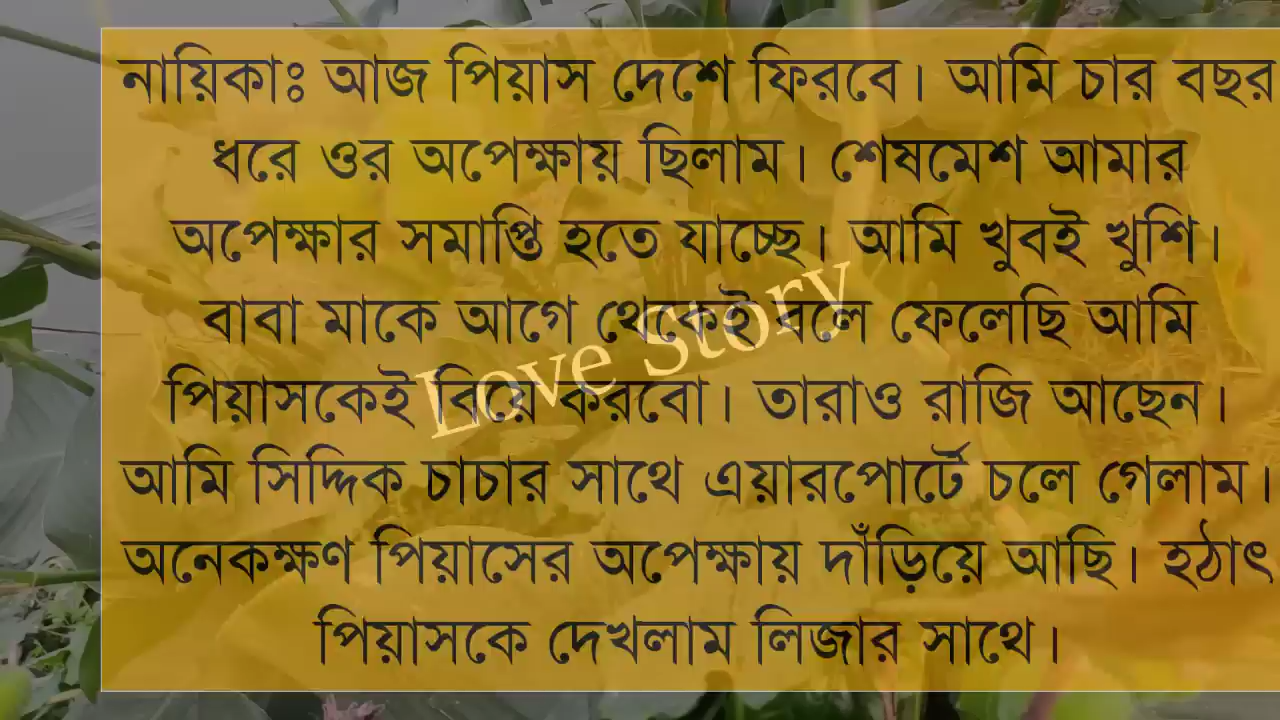 নায়িকাঃ আজ পিয়াস দেশে ফিরবে। আমি চার বছর
ধরে ওর অপেক্ষায় ছিলাম। শেষমেশ আমার
অপেক্ষার সমাপ্তি হতে যাচ্ছে। আমি খুবই খুশি।
বাবা মাকে আগে থেকেই বলে ফেলেছি আমি
পিয়াসকেই বিয়ে করবো। তারাও রাজি আছেন।
আমি সিদ্দিক চাচার সাথে এয়ারপোর্টে চলে গেলাম।
অনেকক্ষণ পিয়াসের অপেক্ষায় দাঁড়িয়ে আছি। হঠাৎ
পিয়াসকে দেখলাম লিজার সাথে।
Love Story